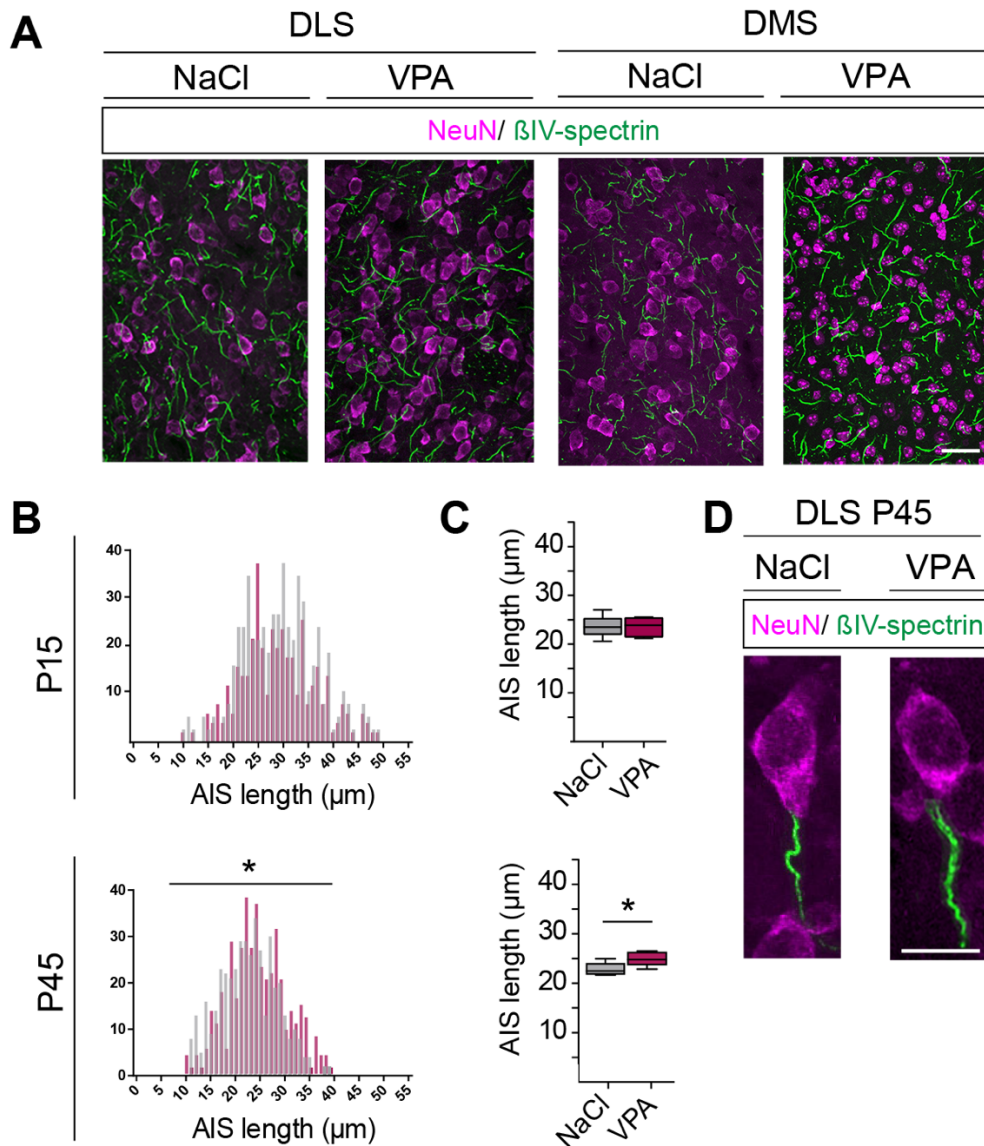 A
DLS DMS
NaCl VPA NaCl VPA
NeuN/ ßIV-spectrin
B
P15
40
30
20
10
0 5 10 15 20 25 30 35 40 45 50 55
AIS length (µm)
P45
*
40
30
20
10
0
0 5 10 15 20 25 30 35 40 45 50 55
AIS length (µm)
C
AIS length (µm)
40
20
10
NaCl VPA
AIS length (µm)
40
*
20
10
NaCl VPA
D
DLS P45
NaCl VPA
NeuN/ ßIV-spectrin